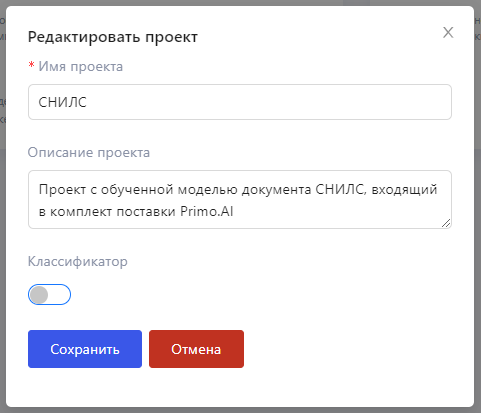 Редактировать проект
* Имя проекта
СНИЛС
Описание проекта
Проект с обученной моделью документа СНИЛС, входящий
в комплект поставки Primo.AI
Классификатор
Сохранить
Отмена